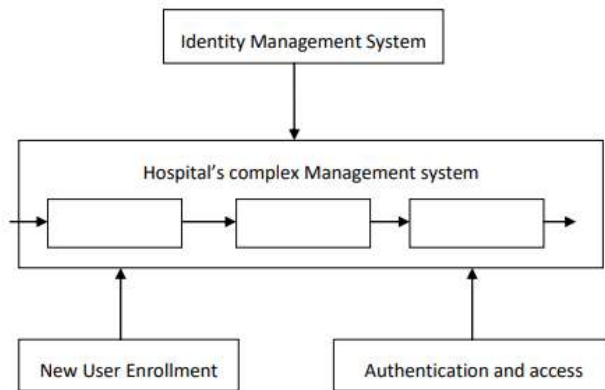 Identity Management System
Hospital’s complex Management system
New User Enrollment
Authentication and access